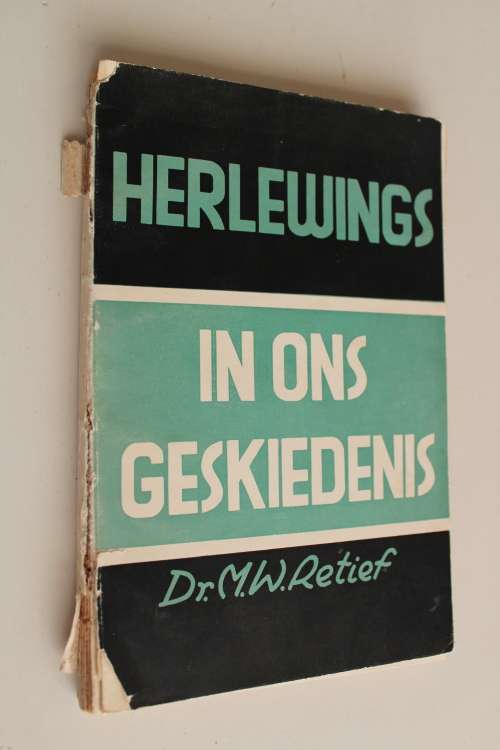 HERLEWINGS
IN ONS
GESKIEDENIS
Dr. M. W. Retief